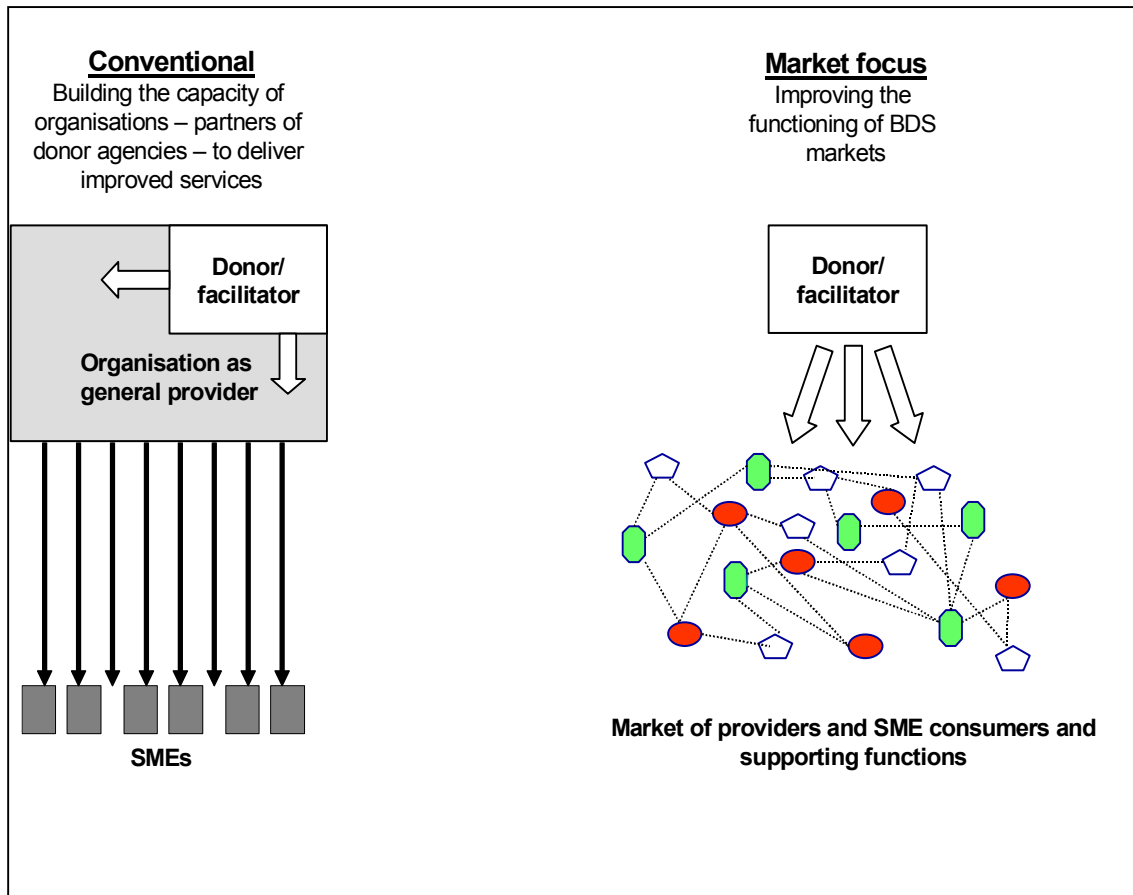 Conventional
Building the capacity of
organisations – partners of
donor agencies – to deliver
improved services
Donor/
facilitator
Organisation as
general provider
SMEs
Market focus
Improving the
functioning of BDS
markets
Donor/
facilitator
Market of providers and SME consumers and
supporting functions